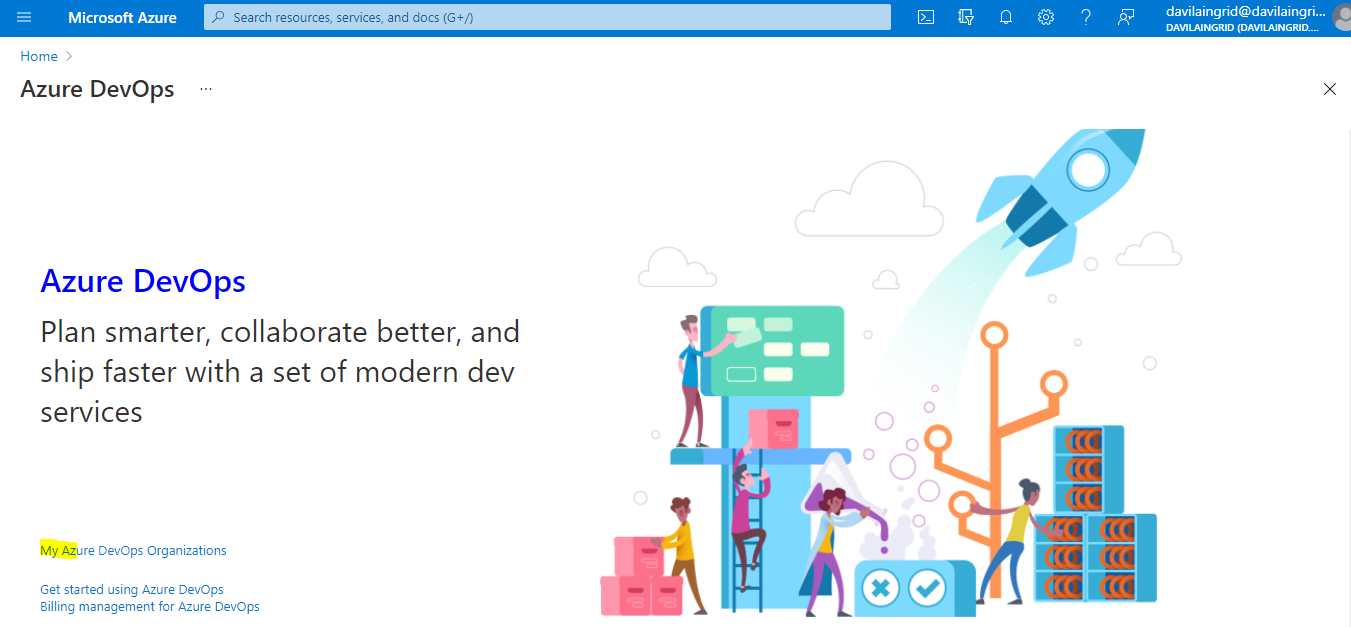 Microsoft Azure
Search resources, services, and docs (G+/)
davilaingrid@davilaingri...
DAVILAINGRID (DAVILAINGRID....
Home
Azure DevOps ...
Azure DevOps
Plan smarter, collaborate better, and
ship faster with a set of modern dev
services
My Azure DevOps Organizations
Get started using Azure DevOps
Billing management for Azure DevOps